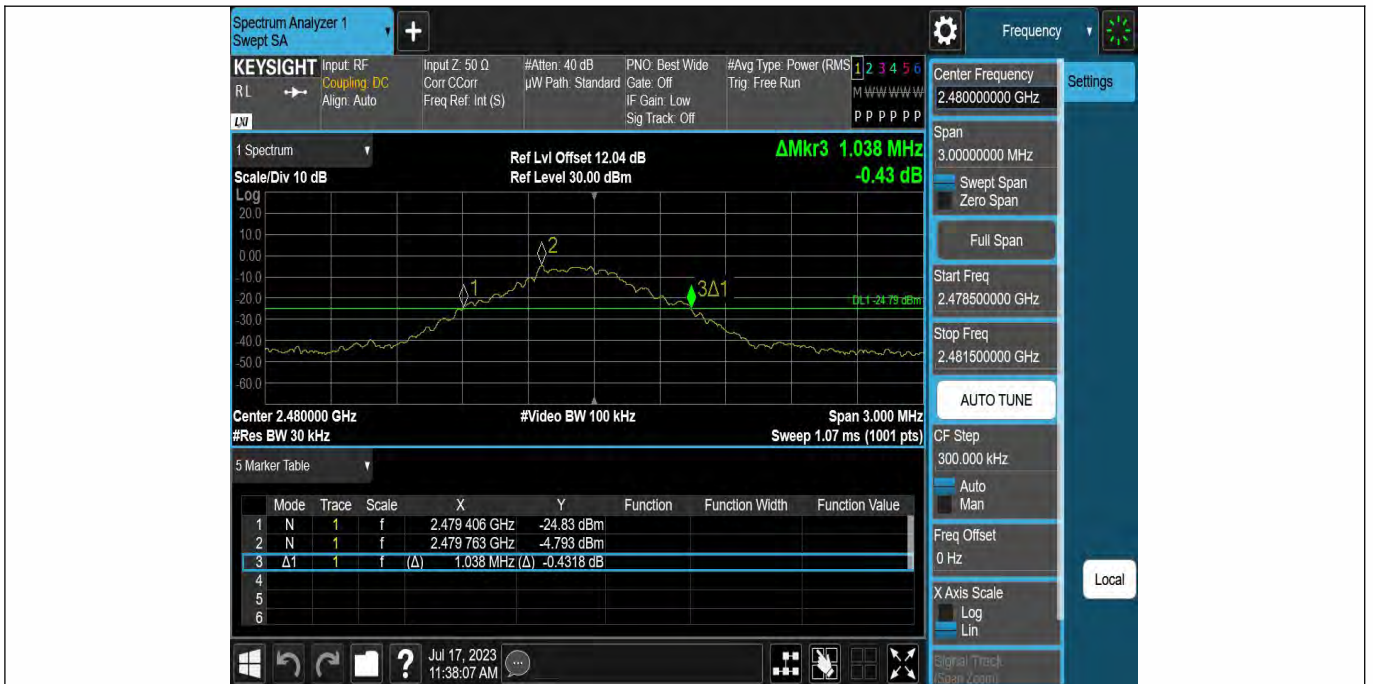 Spectrum Analyzer 1
Swept SA
+
Frequency
KEYSIGHT
RL
LXI
Input: RF
Coupling: DC
Align: Auto
Input Z: 50 Ω
Corr CCorr
Freq Ref: Int (S)
#Atten: 40 dB
µW Path: Standard
PNO: Best Wide
Gate: Off
IF Gain: Low
Sig Track: Off
#Avg Type: Power (RMS
Trig: Free Run
1 2 3 4 5 6
M W W W W W
P P P P P P
1 Spectrum
Scale/Div 10 dB
Ref Lvl Offset 12.04 dB
Ref Level 30.00 dBm
ΔMkr3 1.038 MHz
-0.43 dB
Log
20.0
10.0
0.00
-10.0
-20.0
-30.0
-40.0
-50.0
-60.0
1
2
3Δ1
DL1 -24.79 dBm
Center 2.480000 GHz
#Video BW 100 kHz
Span 3.000 MHz
#Res BW 30 kHz
Sweep 1.07 ms (1001 pts)
5 Marker Table
Mode Trace Scale X Y Function Function Width Function Value
1 N 1 f 2.479 406 GHz -24.83 dBm
2 N 1 f 2.479 763 GHz -4.793 dBm
3 Δ1 1 f (Δ) 1.038 MHz (Δ) -0.4318 dB
4
5
6
?
Jul 17, 2023
11:38:07 AM
Center Frequency
2.480000000 GHz
Span
3.00000000 MHz
Swept Span
Zero Span
Full Span
Start Freq
2.478500000 GHz
Stop Freq
2.481500000 GHz
AUTO TUNE
CF Step
300.000 kHz
Auto
Man
Freq Offset
0 Hz
X Axis Scale
Log
Lin
Signal Track
(Span Zoom)
Settings
Local